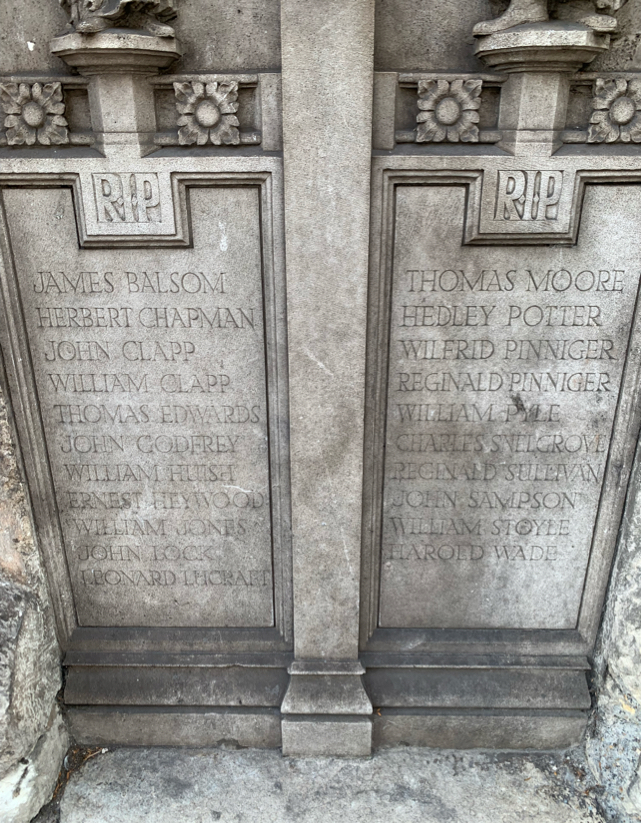 RIP
JAMES BALSOM
HERBERT CHAPMAN
JOHN CLAPP
WILLIAM CLAPP
THOMAS EDWARDS
JOHN GODFREY
WILLIAM HUISH
ERNEST HEYWOOD
WILLIAM JONES
JOHN LOCK
LEONARD LUCRAFT
RIP
THOMAS MOORE
HEDLEY POTTER
WILFRID PINNIGER
REGINALD PINNIGER
WILLIAM PYLE
CHARLES SNELGROVE
REGINALD SULLIVAN
JOHN SAMPSON
WILLIAM STOYLE
HAROLD WADE